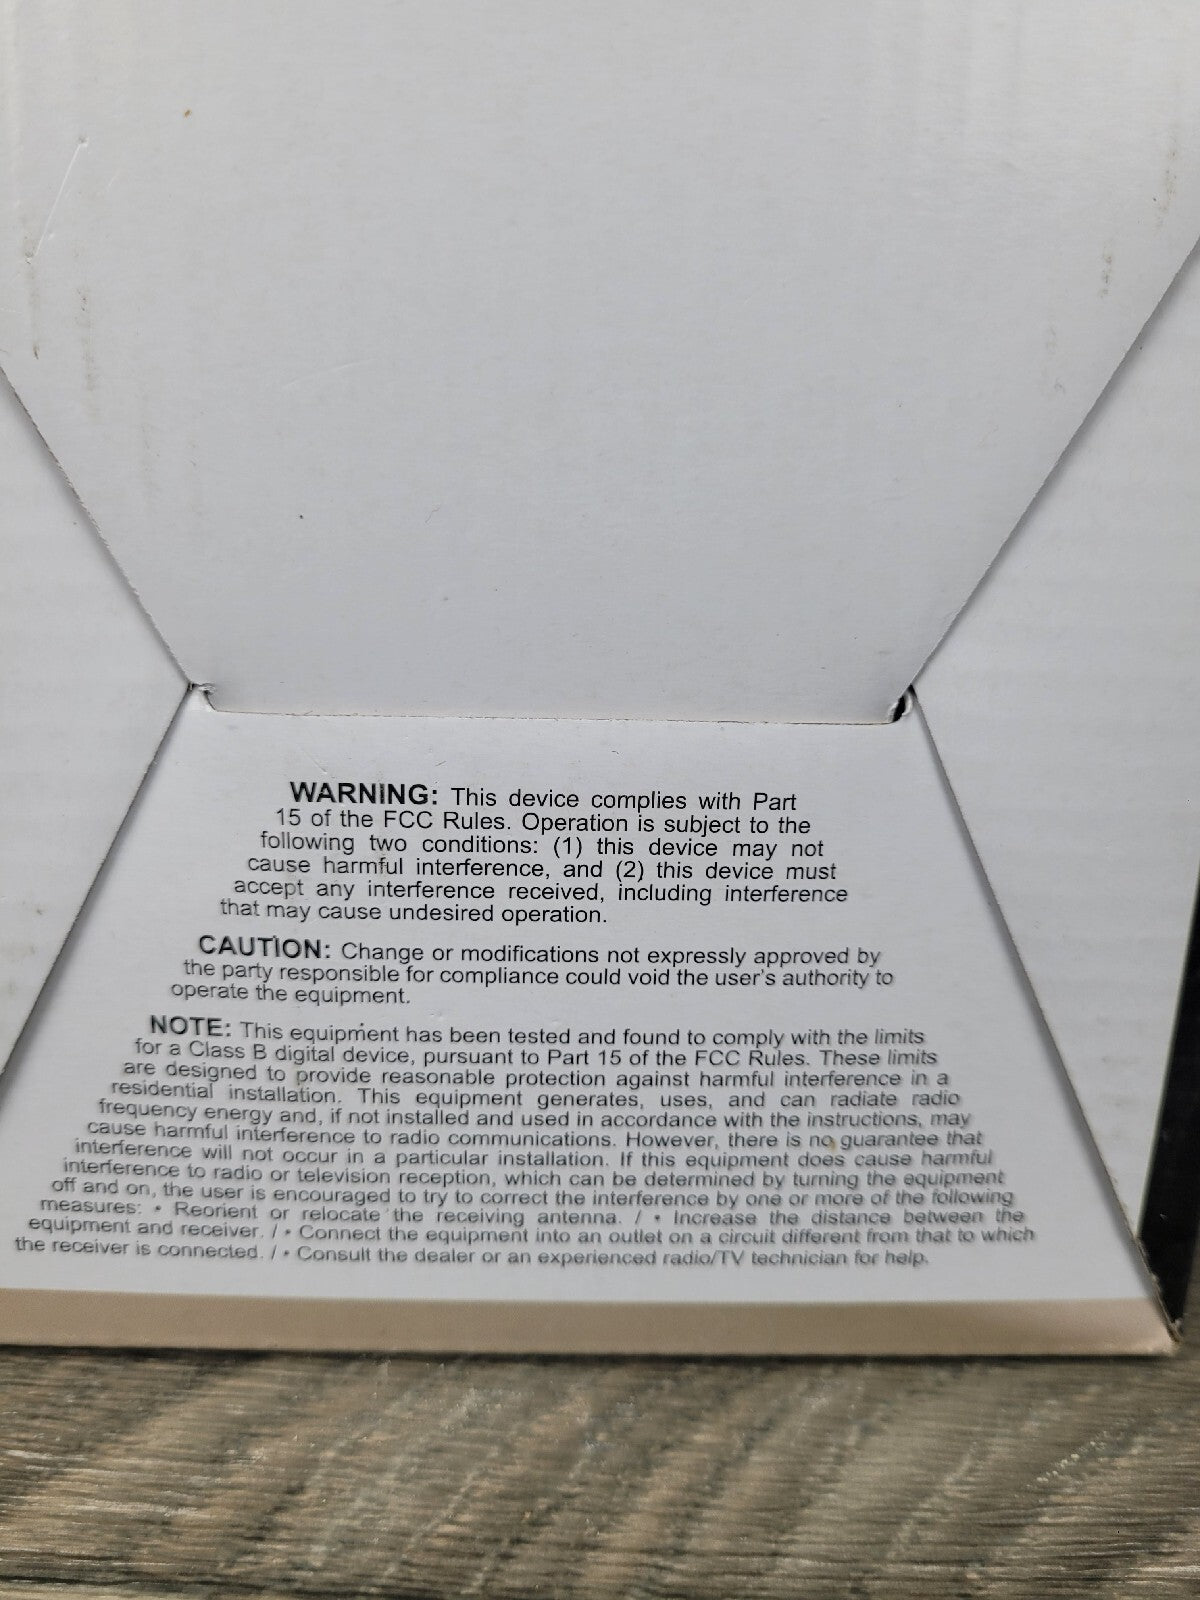 WARNING: This device complies with Part
15 of the FCC Rules. Operation is subject to the
following two conditions: (1) this device may not
cause harmful interference, and (2) this device must
accept any interference received, including interference
that may cause undesired operation.
CAUTION: Change or modifications not expressly approved by
the party responsible for compliance could void the user's authority to
operate the equipment.
NOTE: This equipment has been tested and found to comply with the limits
for a Class B digital device, pursuant to Part 15 of the FCC Rules. These limits
are designed to provide reasonable protection against harmful interference in a
residential installation. This equipment generates, uses, and can radiate radio
frequency energy and, if not installed and used in accordance with the instructions, may
cause harmful interference to radio communications. However, there is no guarantee that
interference will not occur in a particular installation. If this equipment does cause harmful
interference to radio or television reception, which can be determined by turning the equipment
off and on, the user is encouraged to try to correct the interference by one or more of the following
measures: • Reorient or relocate the receiving antenna. / • Increase the distance between the
equipment and receiver. / • Connect the equipment into an outlet on a circuit different from that to which
the receiver is connected. / • Consult the dealer or an experienced radio/TV technician for help.